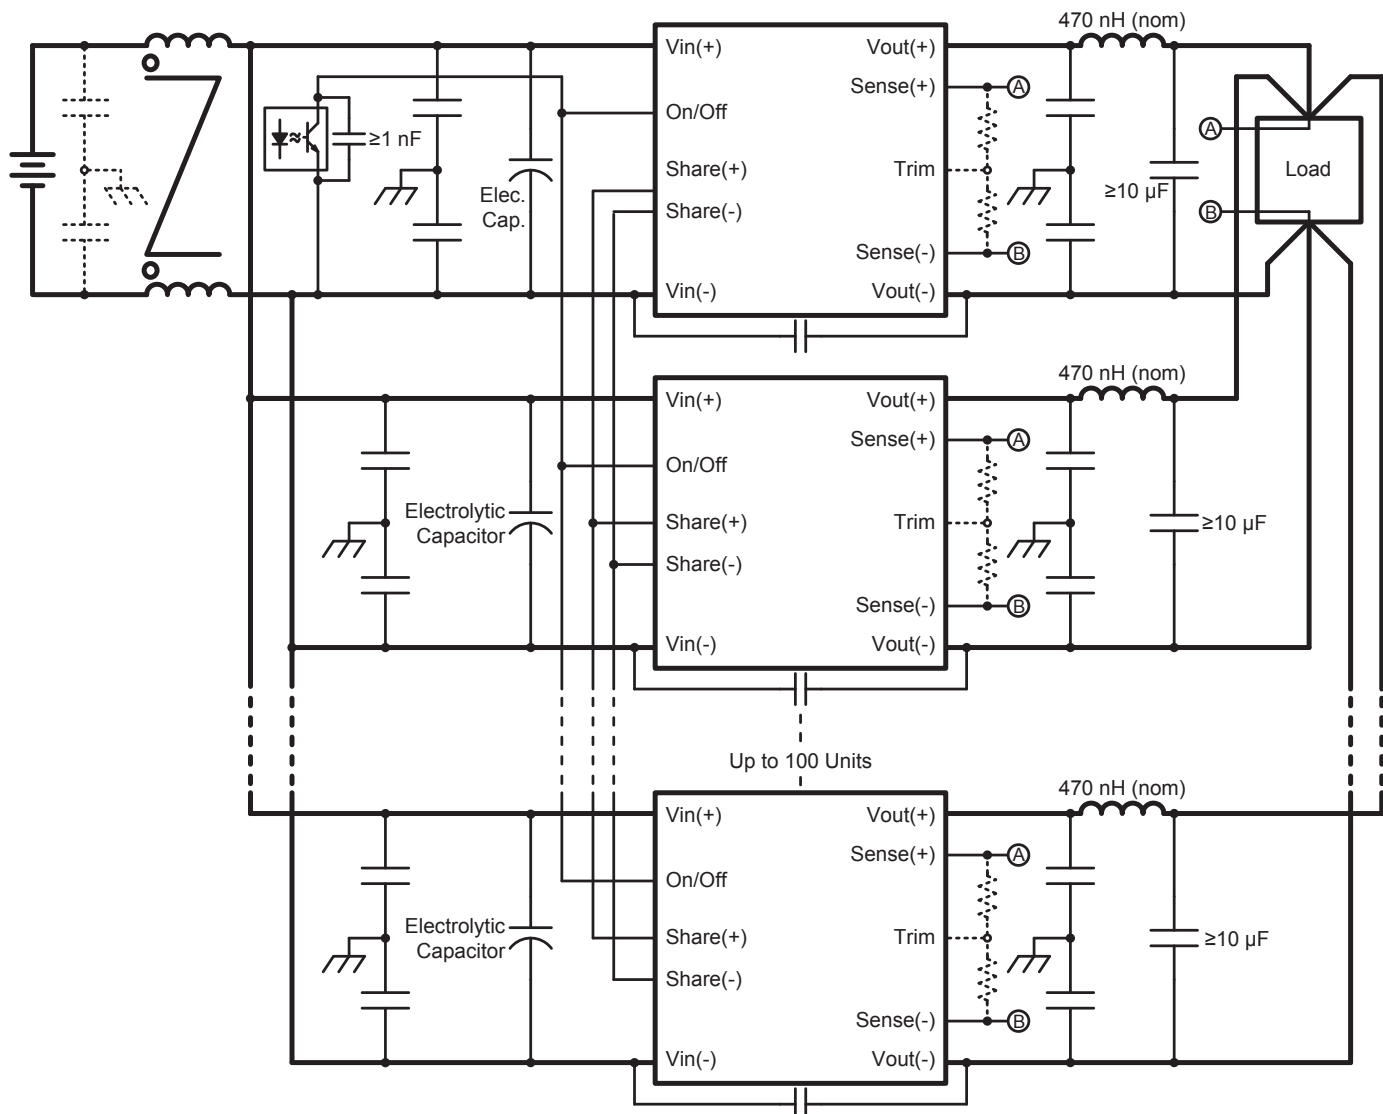 470 nH (nom)
Vin(+)
Vout(+)
Sense(+)
A
On/Off
≥1 nF
A
Share(+)
Trim
Load
Elec.
Cap.
≥10 µF
Share(-)
B
Sense(-)
B
Vin(-)
Vout(-)
470 nH (nom)
Vin(+)
Vout(+)
Sense(+)
A
On/Off
Electrolytic
Capacitor
Share(+)
Trim
≥10 µF
Share(-)
Sense(-)
B
Vin(-)
Vout(-)
Up to 100 Units
470 nH (nom)
Vin(+)
Vout(+)
Sense(+)
A
On/Off
Electrolytic
Capacitor
Share(+)
Trim
≥10 µF
Share(-)
Sense(-)
B
Vin(-)
Vout(-)